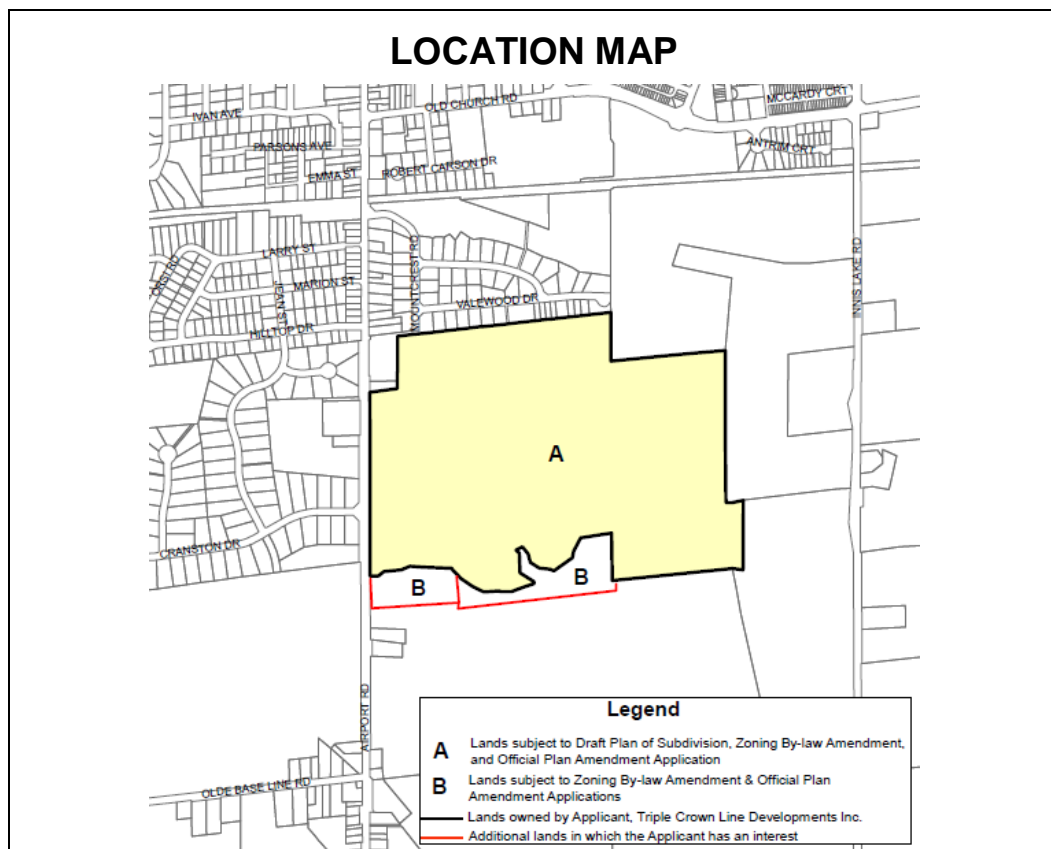 LOCATION MAP
IVAN AVE
OLD CHURCH RD
MCCARDY CRT
PARSONS AVE
ANTRIM CRT
EMMA ST
ROBERT CARSON DR
LARRY ST
MOUNTCREST RD
INNIS LAKE RD
MARION ST
JEAN ST
VALEWOOD DR
HILLTOP DR
A
CRANSTON DR
B
B
AIRPORT RD
OLDE BASE LINE RD
Legend
A Lands subject to Draft Plan of Subdivision, Zoning By-law Amendment,
and Official Plan Amendment Application
B Lands subject to Zoning By-law Amendment & Official Plan
Amendment Applications
Lands owned by Applicant, Triple Crown Line Developments Inc.
Additional lands in which the Applicant has an interest